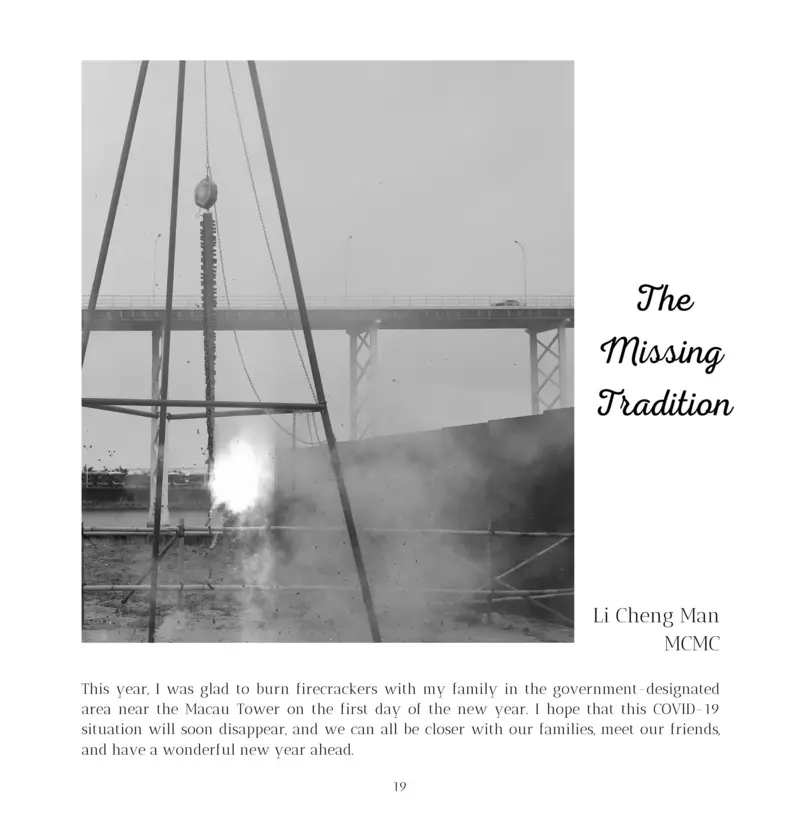 The
Missing
Tradition
Li Cheng Man
MCMC
This year, I was glad to burn firecrackers with my family in the government-designated
area near the Macau Tower on the first day of the new year. I hope that this COVID-19
situation will soon disappear, and we can all be closer with our families, meet our friends,
and have a wonderful new year ahead.
19